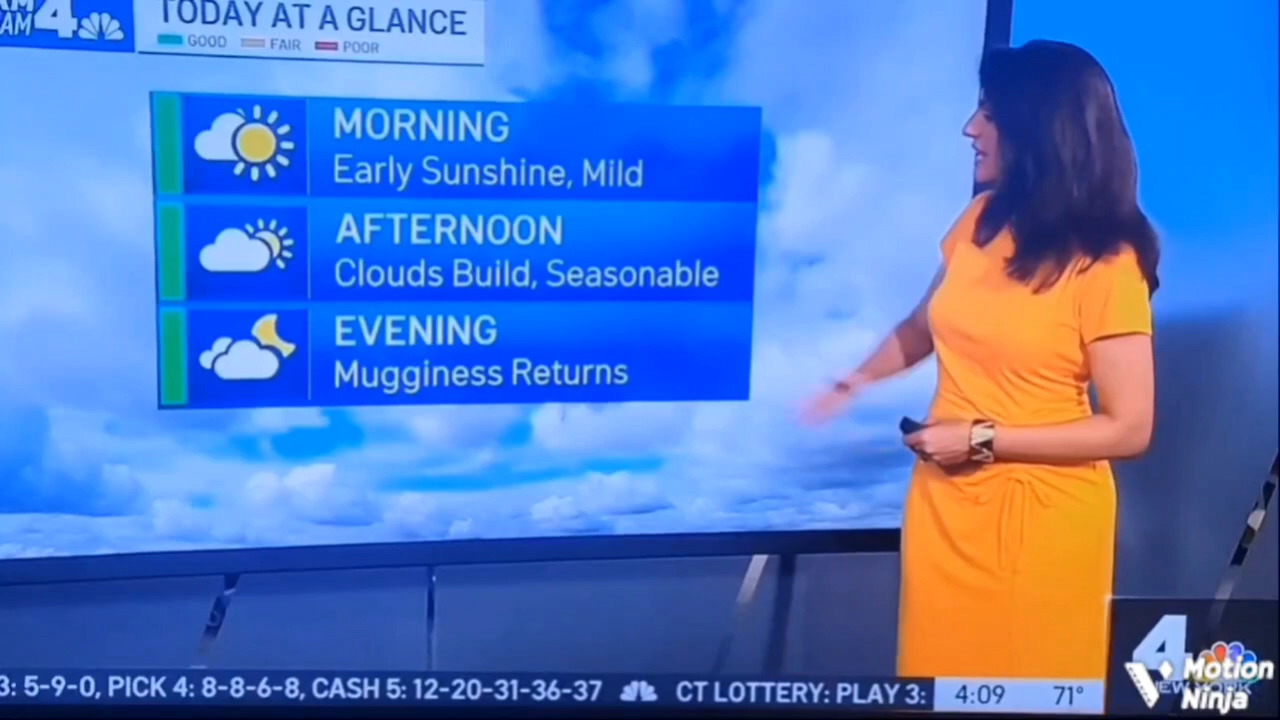 AM 4
TODAY AT A GLANCE
GOOD FAIR POOR
MORNING
Early Sunshine, Mild
AFTERNOON
Clouds Build, Seasonable
EVENING
Mugginess Returns
4
3: 5-9-0, PICK 4: 8-8-6-8, CASH 5: 12-20-31-36-37 CT LOTTERY: PLAY 3: 4:09 71°
Motion
Ninja